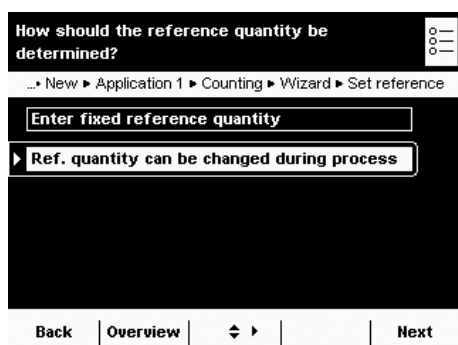 How should the reference quantity be
determined?
...▸ New ▸ Application 1 ▸ Counting ▸ Wizard ▸ Set reference
Enter fixed reference quantity
Ref. quantity can be changed during process
Back Overview Next